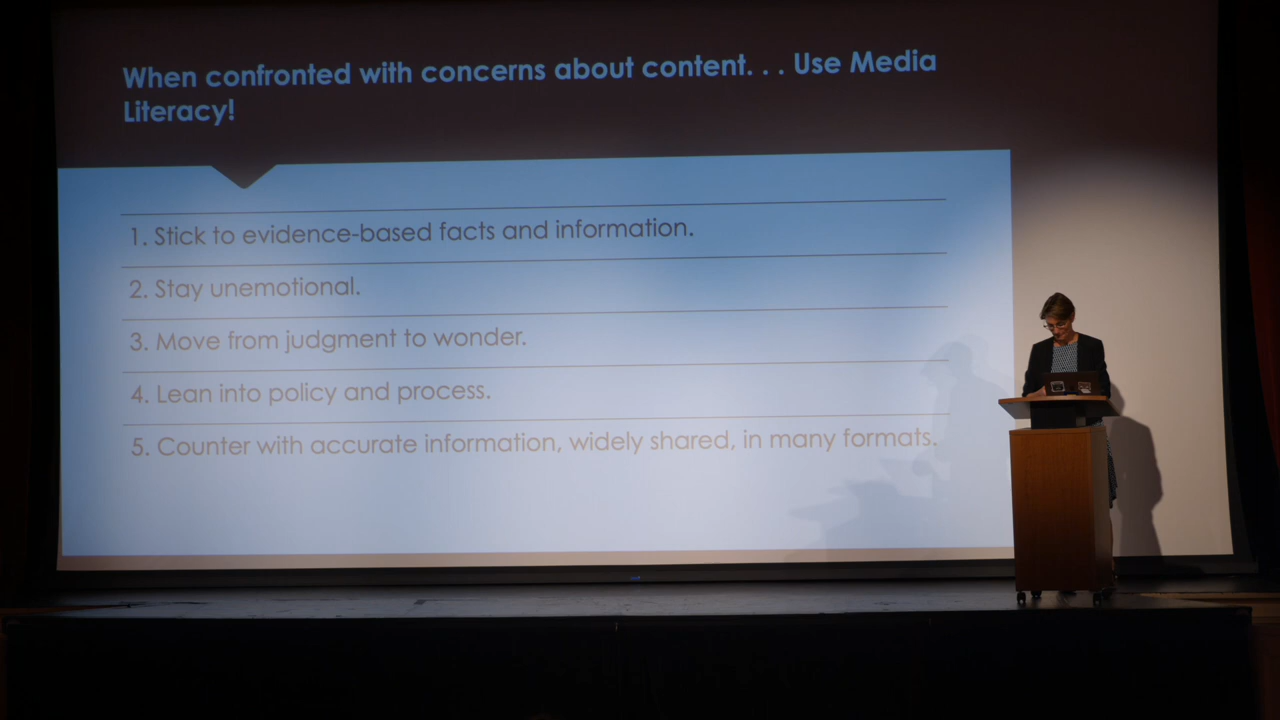 When confronted with concerns about content. . . Use Media
Literacy!
1. Stick to evidence-based facts and information.
2. Stay unemotional.
3. Move from judgment to wonder.
4. Lean into policy and process.
5. Counter with accurate information, widely shared, in many formats.